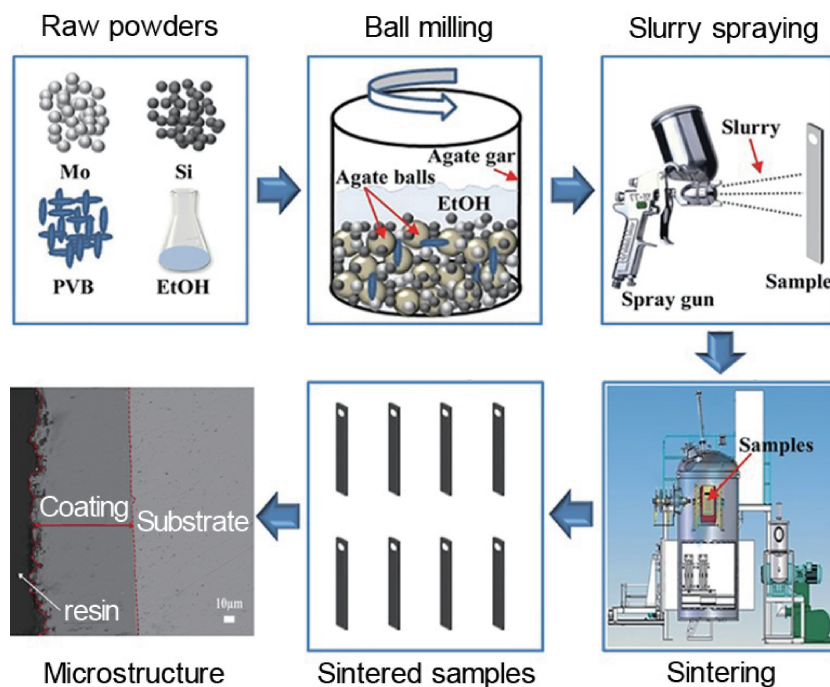 Raw powders
Ball milling
Slurry spraying
Mo
Si
PVB
EtOH
Agate gar
Agate balls
EtOH
Slurry
Spray gun
Sample
Coating
Substrate
resin
10μm
Samples
Microstructure
Sintered samples
Sintering